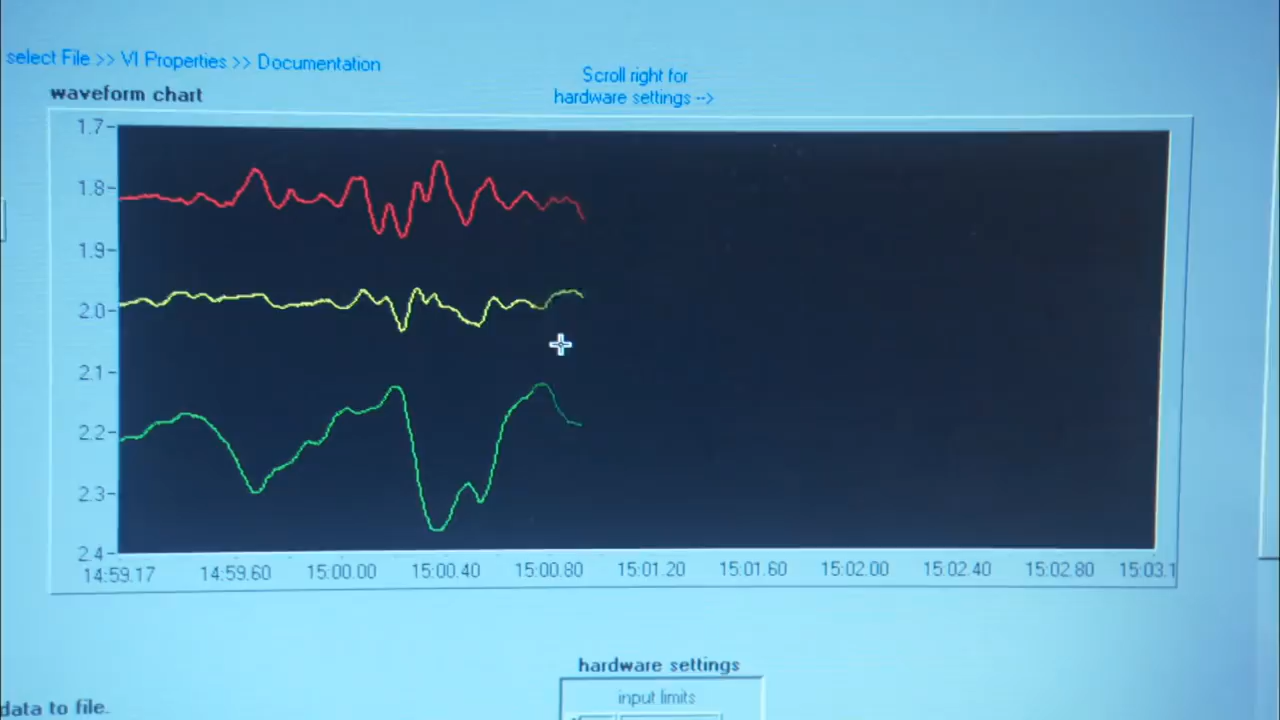 select File >> VI Properties >> Documentation
Scroll right for
hardware settings -->
waveform chart
1.7
1.8
1.9
2.0
2.1
2.2
2.3
2.4
14:59.17 14:59.60 15:00.00 15:00.40 15:00.80 15:01.20 15:01.60 15:02.00 15:02.40 15:02.80 15:03.1
hardware settings
input limits
data to file.